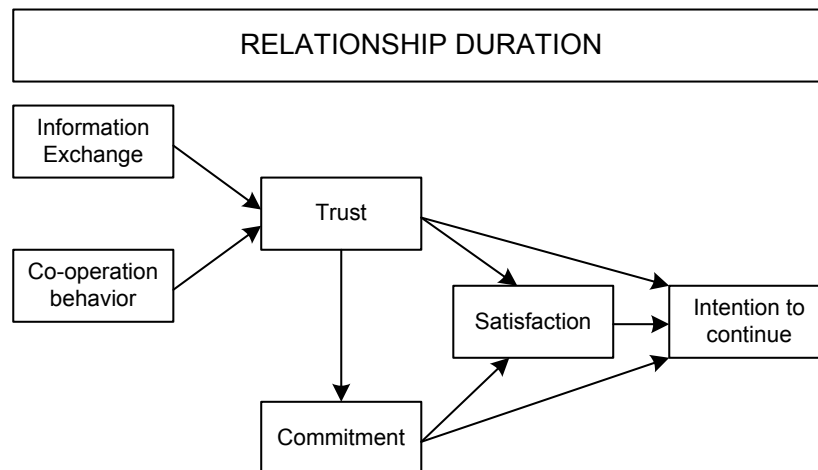 RELATIONSHIP DURATION
Information
Exchange
Trust
Co-operation
behavior
Satisfaction
Intention to
continue
Commitment